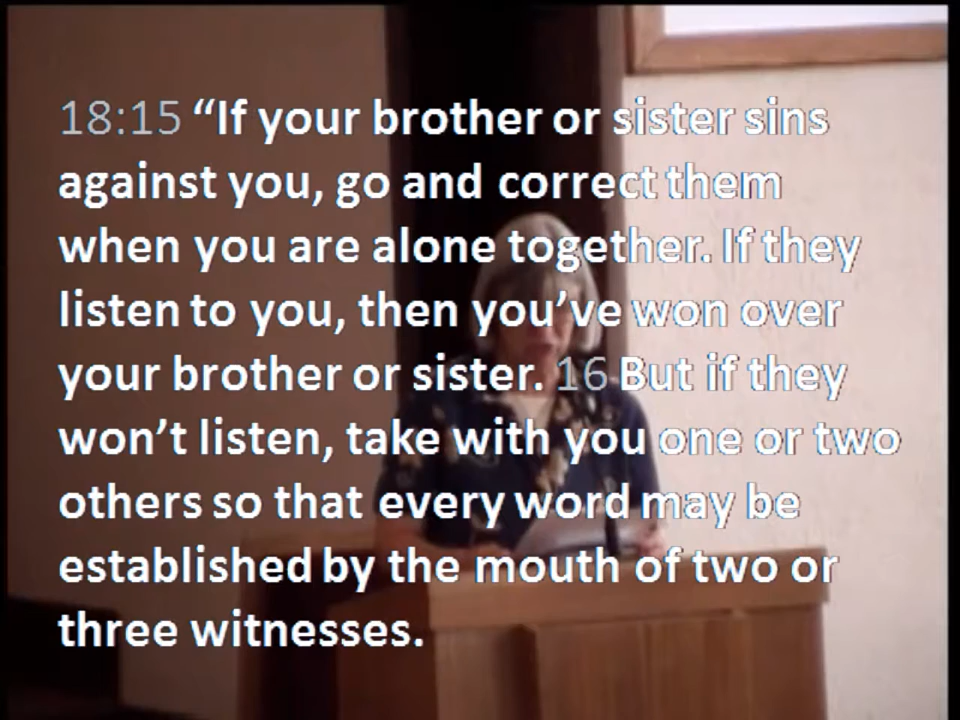 18:15 “If your brother or sister sins
against you, go and correct them
when you are alone together. If they
listen to you, then you’ve won over
your brother or sister. 16 But if they
won’t listen, take with you one or two
others so that every word may be
established by the mouth of two or
three witnesses.